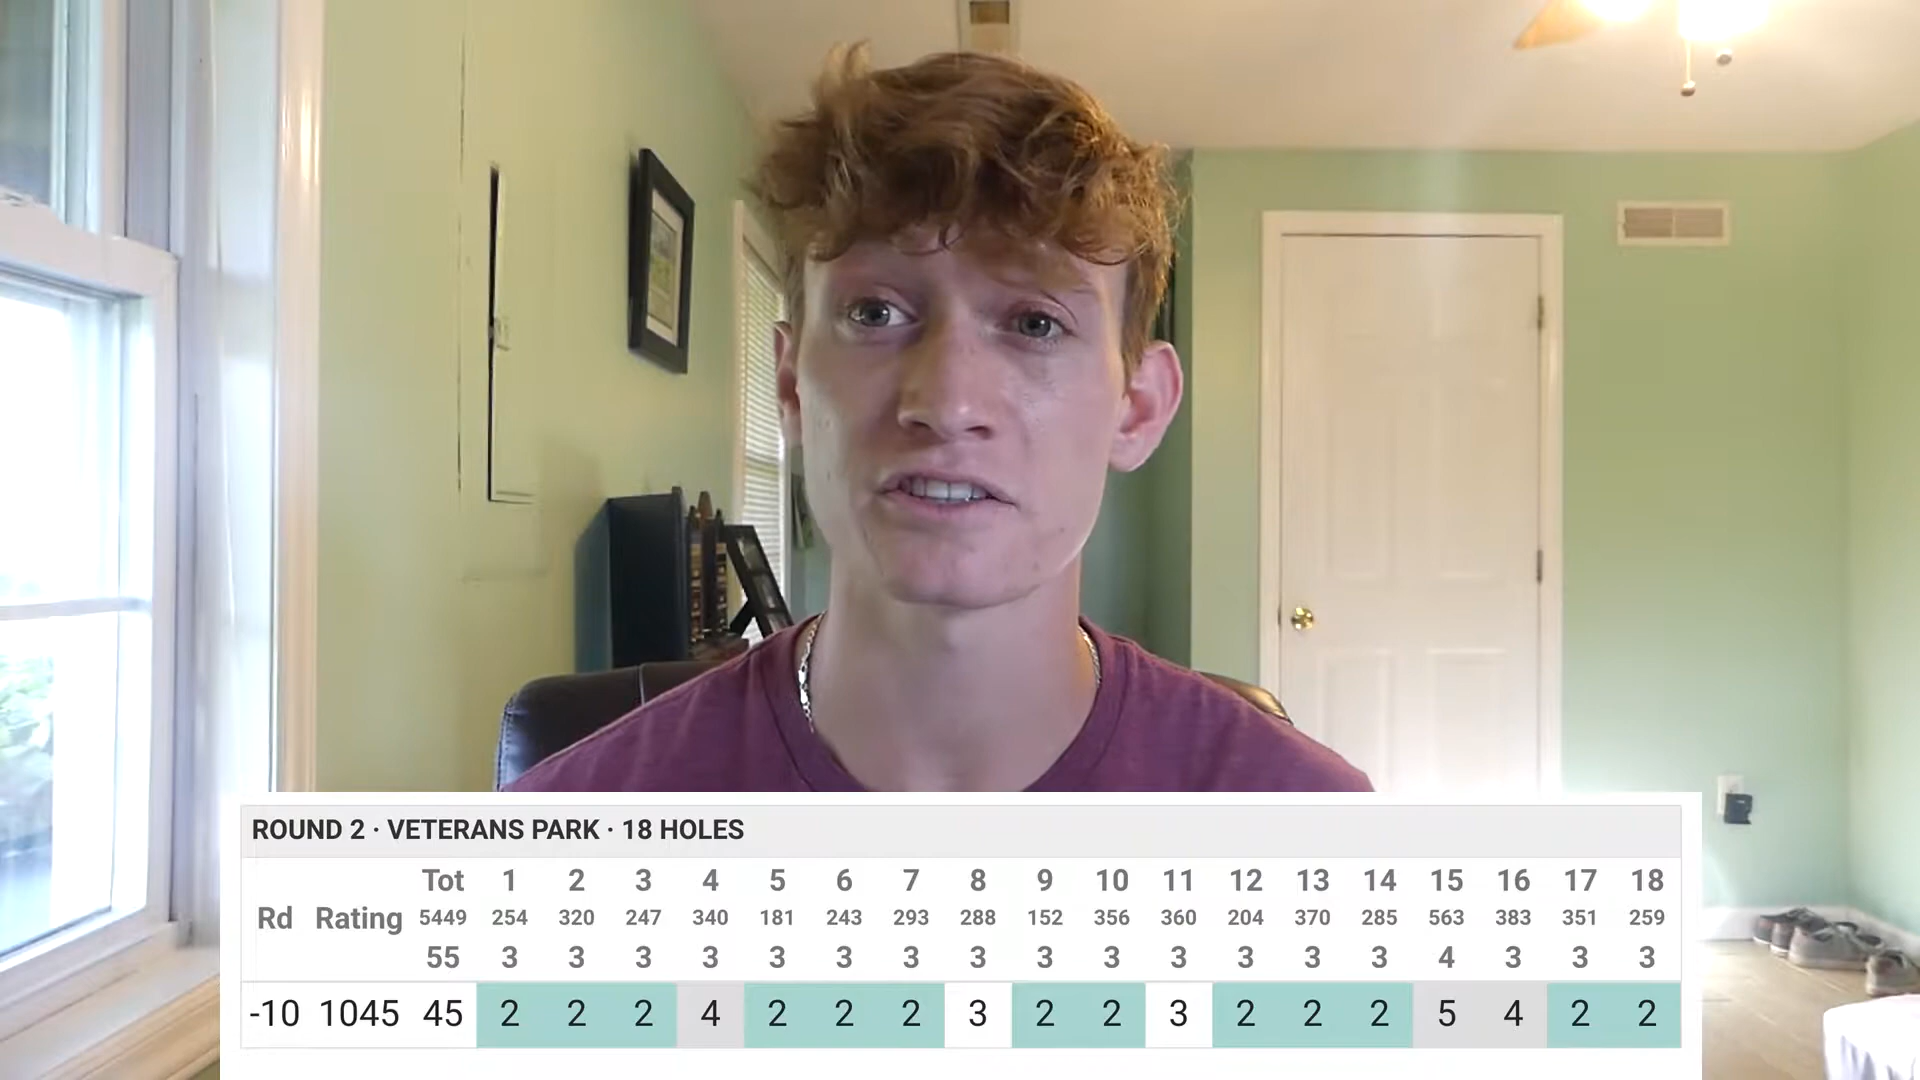 ROUND 2 · VETERANS PARK · 18 HOLES
Tot 1 2 3 4 5 6 7 8 9 10 11 12 13 14 15 16 17 18
Rd Rating 5449 254 320 247 340 181 243 293 288 152 356 360 204 370 285 563 383 351 259
55 3 3 3 3 3 3 3 3 3 3 3 3 3 3 4 3 3 3
-10 1045 45 2 2 2 4 2 2 2 3 2 2 3 2 2 2 5 4 2 2